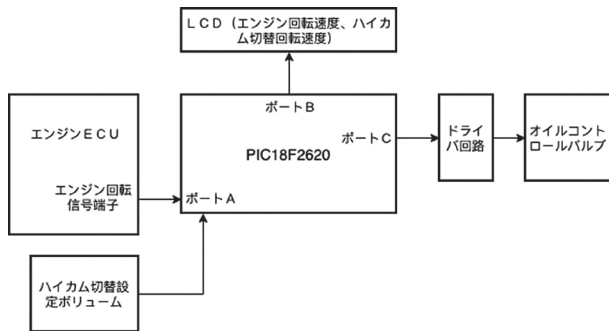 ＬＣＤ（エンジン回転速度、ハイカ
ム切替回転速度）
ポートＢ
エンジンＥＣＵ
ポートＣ
PIC18F2620
ドライ
バ回路
オイルコント
ロールバルブ
エンジン回転
信号端子
ポートＡ
ハイカム切替設
定ボリューム